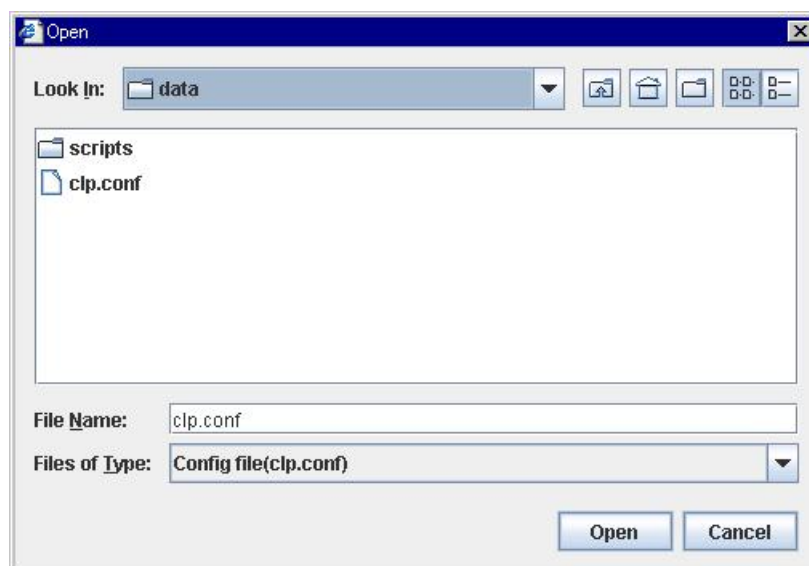 Open
Look In: data
scripts
clp.conf
File Name: clp.conf
Files of Type: Config file(clp.conf)
Open Cancel